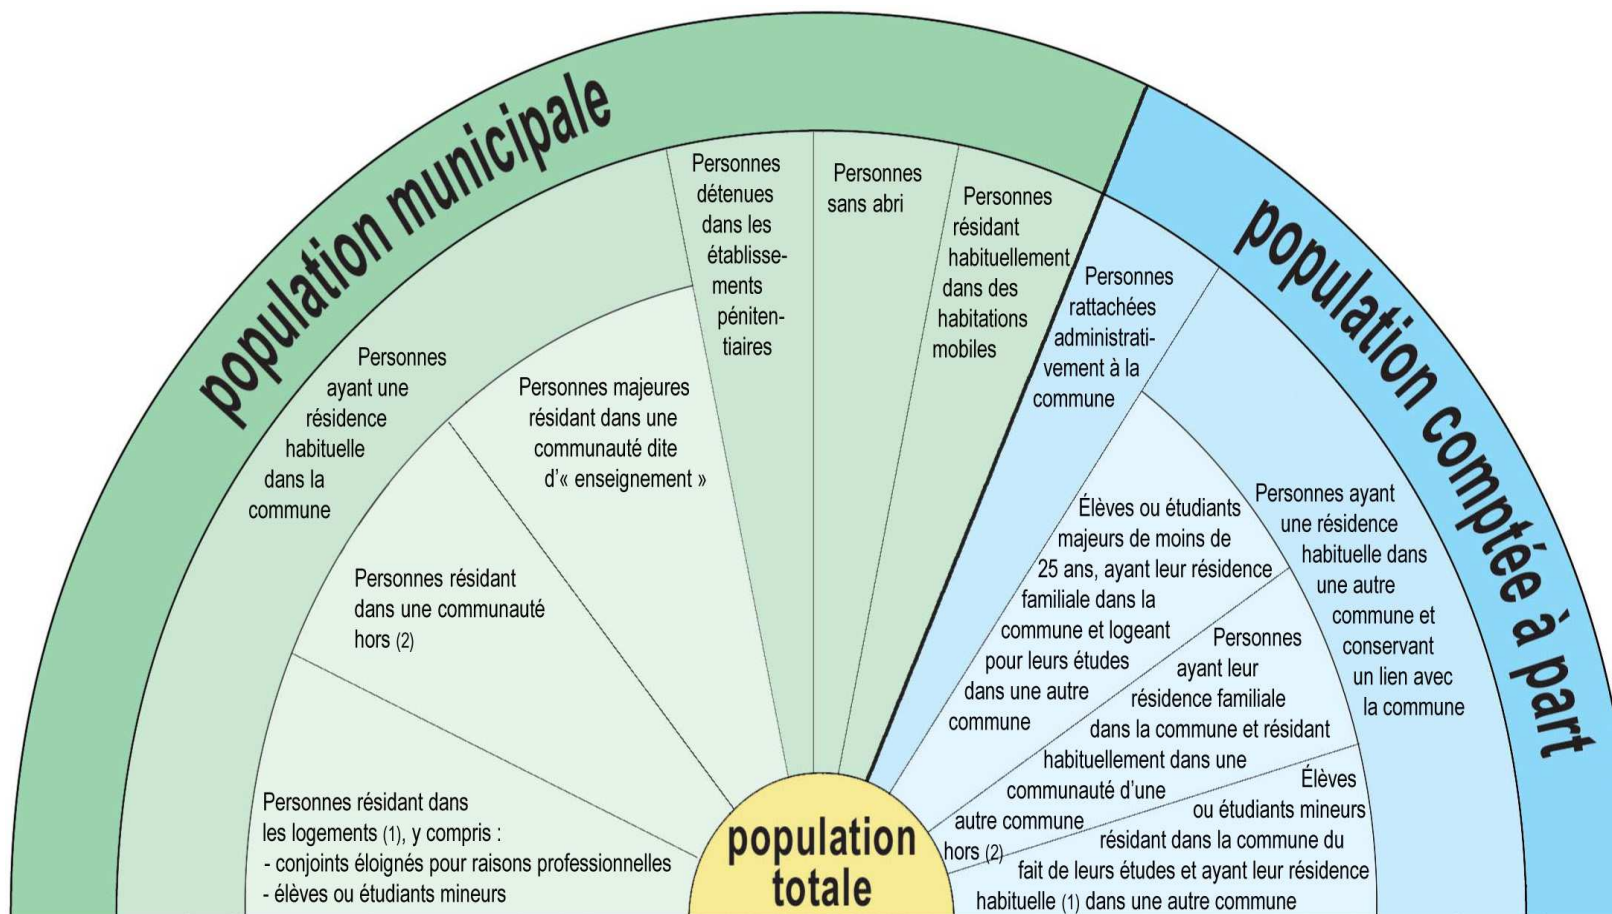 population municipale
Personnes
ayant une
résidence
habituelle
dans la
commune
Personnes résidant dans
les logements (1), y compris :
- conjoints éloignés pour raisons professionnelles
- élèves ou étudiants mineurs
Personnes résidant
dans une communauté
hors (2)
Personnes majeures
résidant dans une
communauté dite
d'« enseignement »
Personnes
détenues
dans les
établisse-
ments
péniten-
tiaires
Personnes
sans abri
Personnes
résidant
habituellement
dans des
habitations
mobiles
population comptée à part
Personnes
rattachées
administrati-
vement à la
commune
Personnes ayant
une résidence
habituelle dans
une autre
commune et
conservant
un lien avec
la commune
Élèves ou étudiants
majeurs de moins de
25 ans, ayant leur résidence
familiale dans la
commune et logeant
pour leurs études
dans une autre
commune
Personnes
ayant leur
résidence familiale
dans la commune et résidant
habituellement dans une
communauté d'une
autre commune
hors (2)
Élèves
ou étudiants mineurs
résidant dans la commune du
fait de leurs études et ayant leur résidence
habituelle (1) dans une autre commune
population
totale